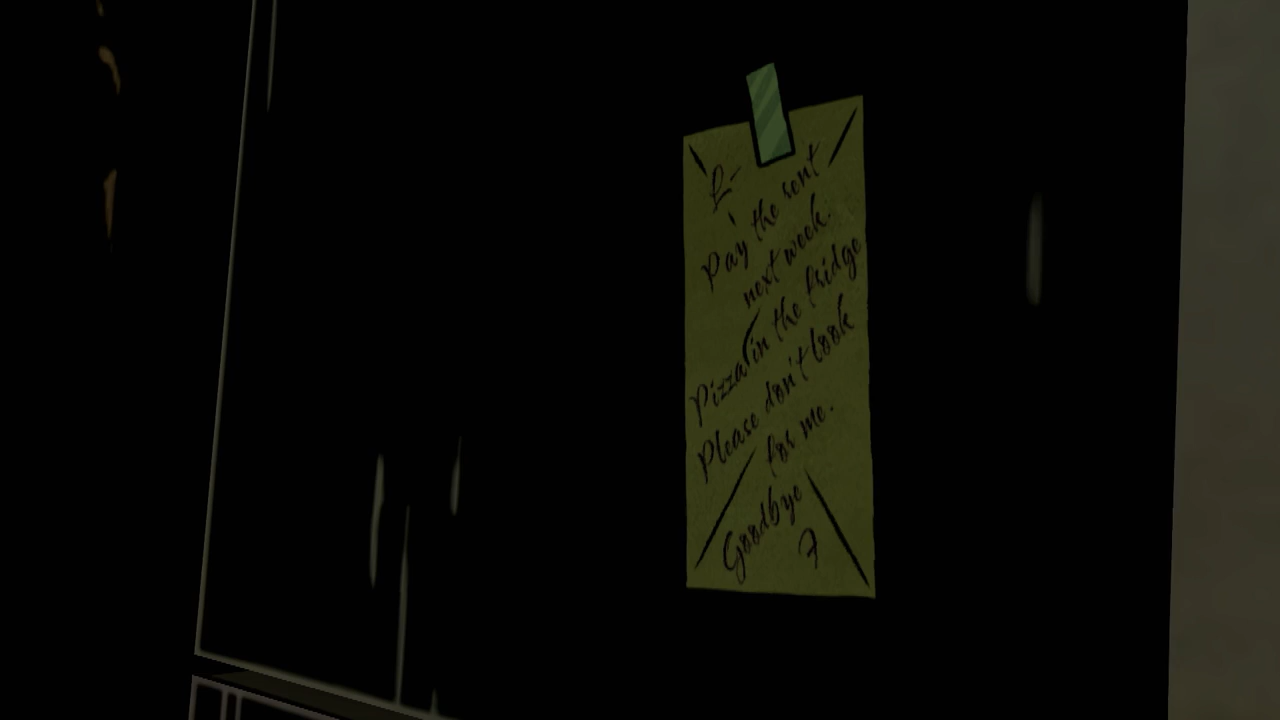 R-
Pay the rent
next week.
Pizza in the fridge
Please don't look
for me.
Goodbye
F